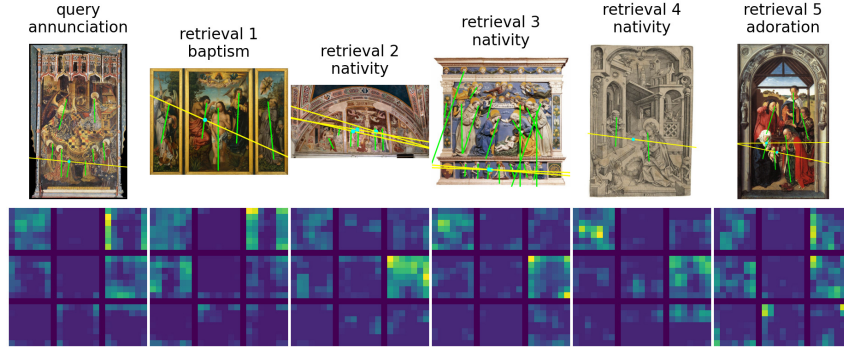 query
annunciation
retrieval 1
baptism
retrieval 2
nativity
retrieval 3
nativity
retrieval 4
nativity
retrieval 5
adoration